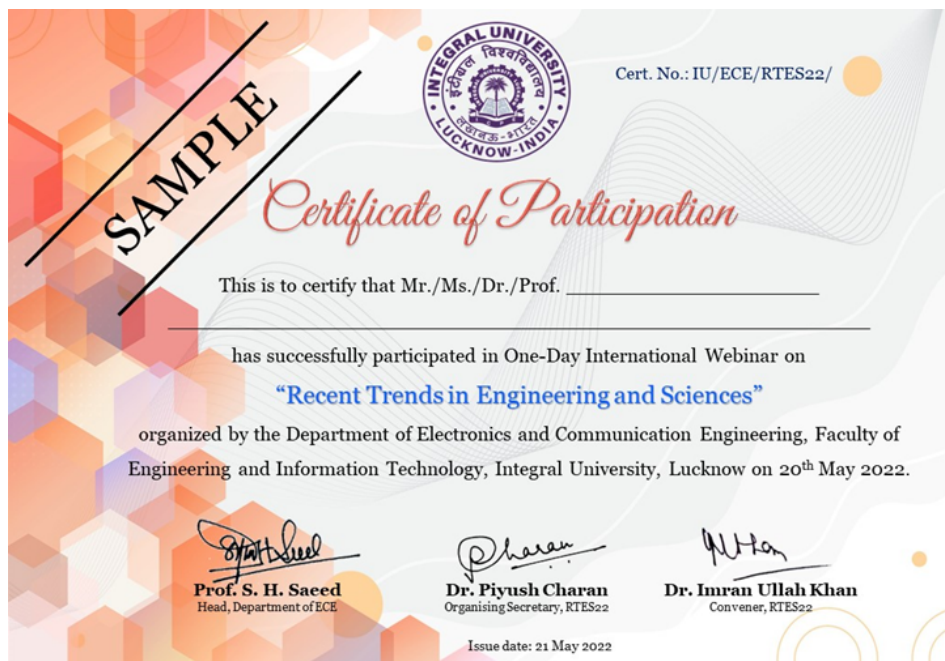 SAMPLE
INTEGRAL UNIVERSITY
इंटीग्रल विश्वविद्यालय
लखनऊ-भारत
LUCKNOW-INDIA
Cert. No.: IU/ECE/RTES22/
Certificate of Participation
This is to certify that Mr./Ms./Dr./Prof.
has successfully participated in One-Day International Webinar on
“Recent Trends in Engineering and Sciences”
organized by the Department of Electronics and Communication Engineering, Faculty of
Engineering and Information Technology, Integral University, Lucknow on 20th May 2022.
Prof. S. H. Saeed
Head, Department of ECE
Dr. Piyush Charan
Organising Secretary, RTES22
Dr. Imran Ullah Khan
Convener, RTES22
Issue date: 21 May 2022